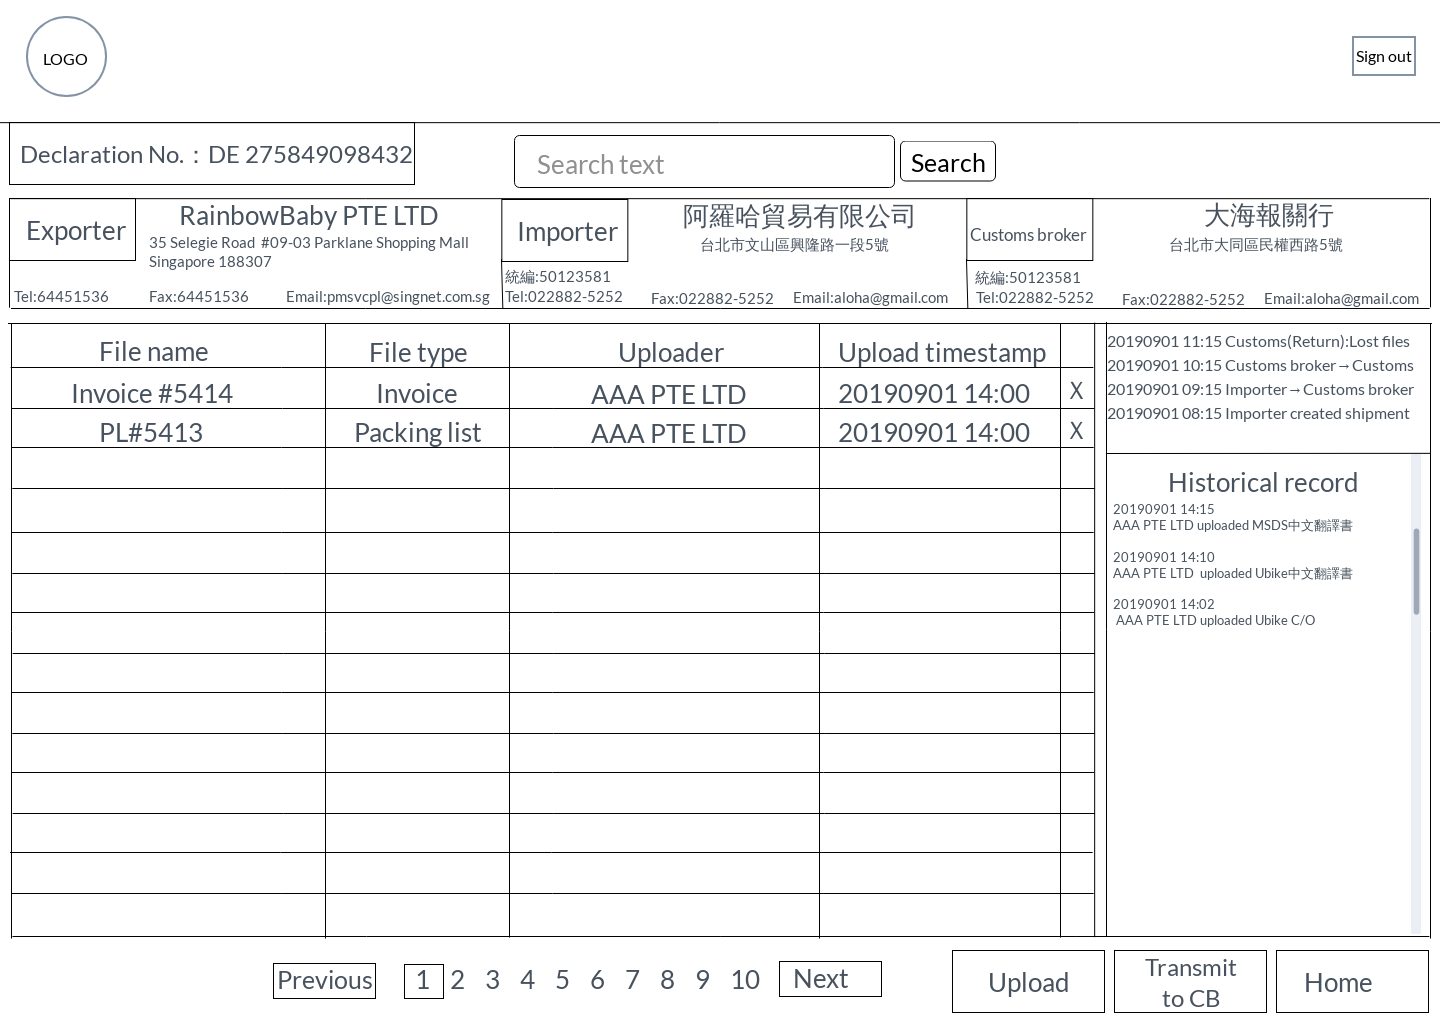 LOGO
Sign out
Declaration No.：DE 275849098432
Search text
Search
Exporter
RainbowBaby PTE LTD
35 Selegie Road #09-03 Parklane Shopping Mall
Singapore 188307
Tel:64451536
Fax:64451536
Email:pmsvcpl@singnet.com.sg
Importer
阿羅哈貿易有限公司
台北市文山區興隆路一段5號
統編:50123581
Tel:022882-5252
Fax:022882-5252
Email:aloha@gmail.com
Customs broker
大海報關行
台北市大同區民權西路5號
統編:50123581
Tel:022882-5252
Fax:022882-5252
Email:aloha@gmail.com
File name File type Uploader Upload timestamp
Invoice #5414 Invoice AAA PTE LTD 20190901 14:00 X
PL#5413 Packing list AAA PTE LTD 20190901 14:00 X
20190901 11:15 Customs(Return):Lost files
20190901 10:15 Customs broker→Customs
20190901 09:15 Importer→Customs broker
20190901 08:15 Importer created shipment
Historical record
20190901 14:15
AAA PTE LTD uploaded MSDS中文翻譯書
20190901 14:10
AAA PTE LTD uploaded Ubike中文翻譯書
20190901 14:02
AAA PTE LTD uploaded Ubike C/O
Previous 1 2 3 4 5 6 7 8 9 10 Next
Upload
Transmit
to CB
Home